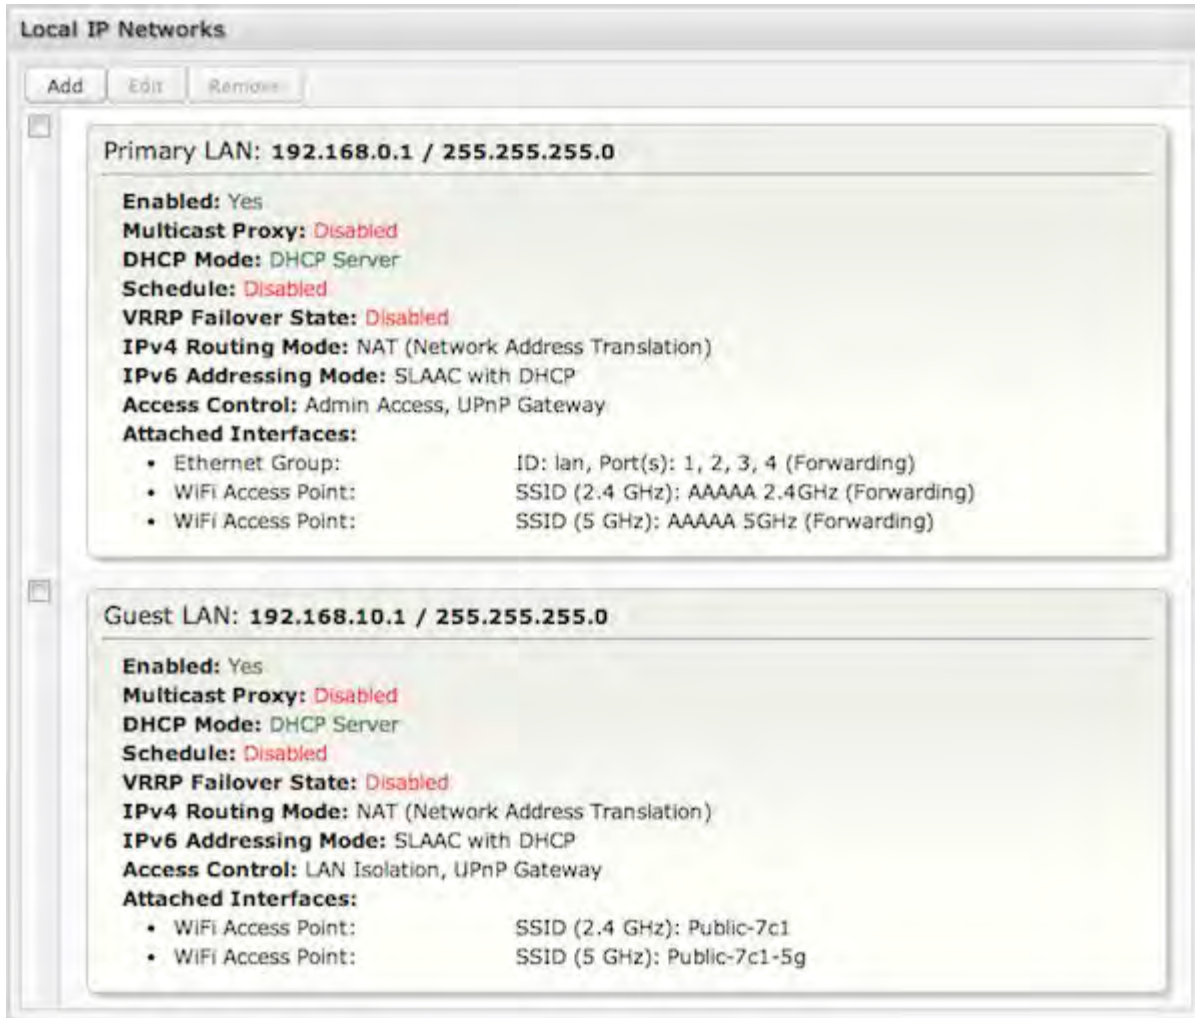 Local IP Networks
Add Edit Remove
Primary LAN: 192.168.0.1 / 255.255.255.0
Enabled: Yes
Multicast Proxy: Disabled
DHCP Mode: DHCP Server
Schedule: Disabled
VRRP Failover State: Disabled
IPv4 Routing Mode: NAT (Network Address Translation)
IPv6 Addressing Mode: SLAAC with DHCP
Access Control: Admin Access, UPnP Gateway
Attached Interfaces:
• Ethernet Group: ID: lan, Port(s): 1, 2, 3, 4 (Forwarding)
• WiFi Access Point: SSID (2.4 GHz): AAAAA 2.4GHz (Forwarding)
• WiFi Access Point: SSID (5 GHz): AAAAA 5GHz (Forwarding)
Guest LAN: 192.168.10.1 / 255.255.255.0
Enabled: Yes
Multicast Proxy: Disabled
DHCP Mode: DHCP Server
Schedule: Disabled
VRRP Failover State: Disabled
IPv4 Routing Mode: NAT (Network Address Translation)
IPv6 Addressing Mode: SLAAC with DHCP
Access Control: LAN Isolation, UPnP Gateway
Attached Interfaces:
• WiFi Access Point: SSID (2.4 GHz): Public-7c1
• WiFi Access Point: SSID (5 GHz): Public-7c1-5g